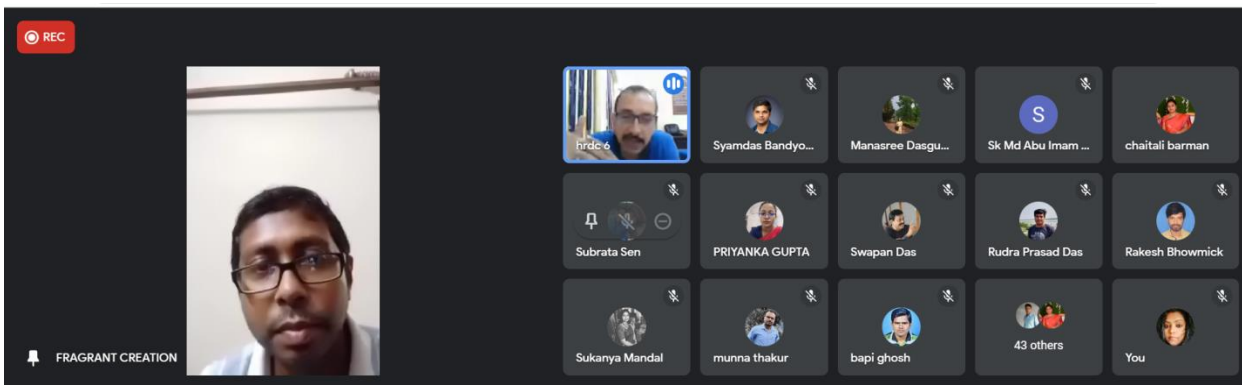 REC
FRAGRANT CREATION
hrdc 6
Syamdas Bandyo...
Manasree Dasgu...
S
Sk Md Abu Imam ...
chaitali barman
Subrata Sen
PRIYANKA GUPTA
Swapan Das
Rudra Prasad Das
Rakesh Bhowmick
Sukanya Mandal
munna thakur
bapi ghosh
43 others
You